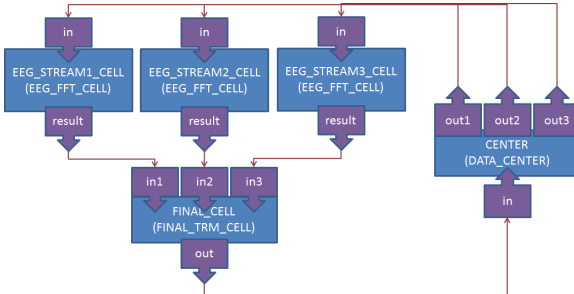 in
in
in
EEG_STREAM1_CELL
(EEG_FFT_CELL)
EEG_STREAM2_CELL
(EEG_FFT_CELL)
EEG_STREAM3_CELL
(EEG_FFT_CELL)
result
result
result
out1
out2
out3
CENTER
(DATA_CENTER)
in
in1
in2
in3
FINAL_CELL
(FINAL_TRM_CELL)
out